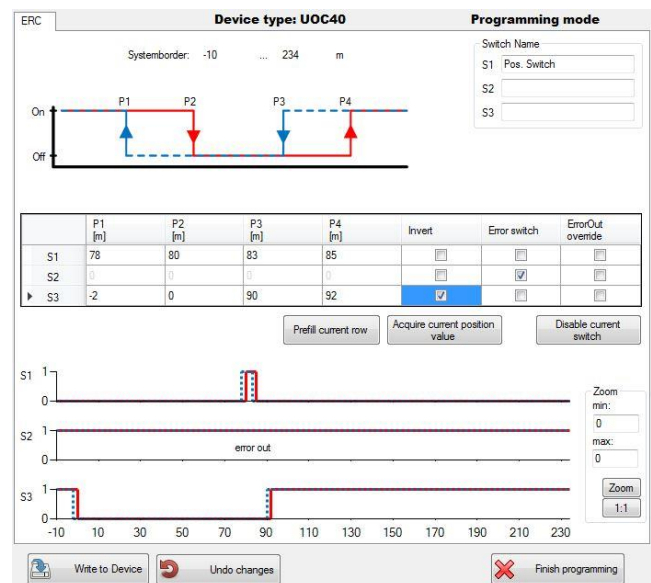 ERC Device type: UOC40 Programming mode
Systemborder: -10 ... 234 m
Switch Name
S1 Pos. Switch
S2
S3
P1 P2 P3 P4
On
Off
P1 [m] P2 [m] P3 [m] P4 [m] Invert Error switch ErrorOut override
S1 78 80 83 85
S2 0 0 0 0
S3 -2 0 90 92
Prefill current row Acquire current position value Disable current switch
S1 1
0
S2 1
error out
0
S3 1
0
-10 10 30 50 70 90 110 130 150 170 190 210 230
Zoom
min:
0
max:
0
Zoom
1:1
Write to Device Undo changes Finish programming